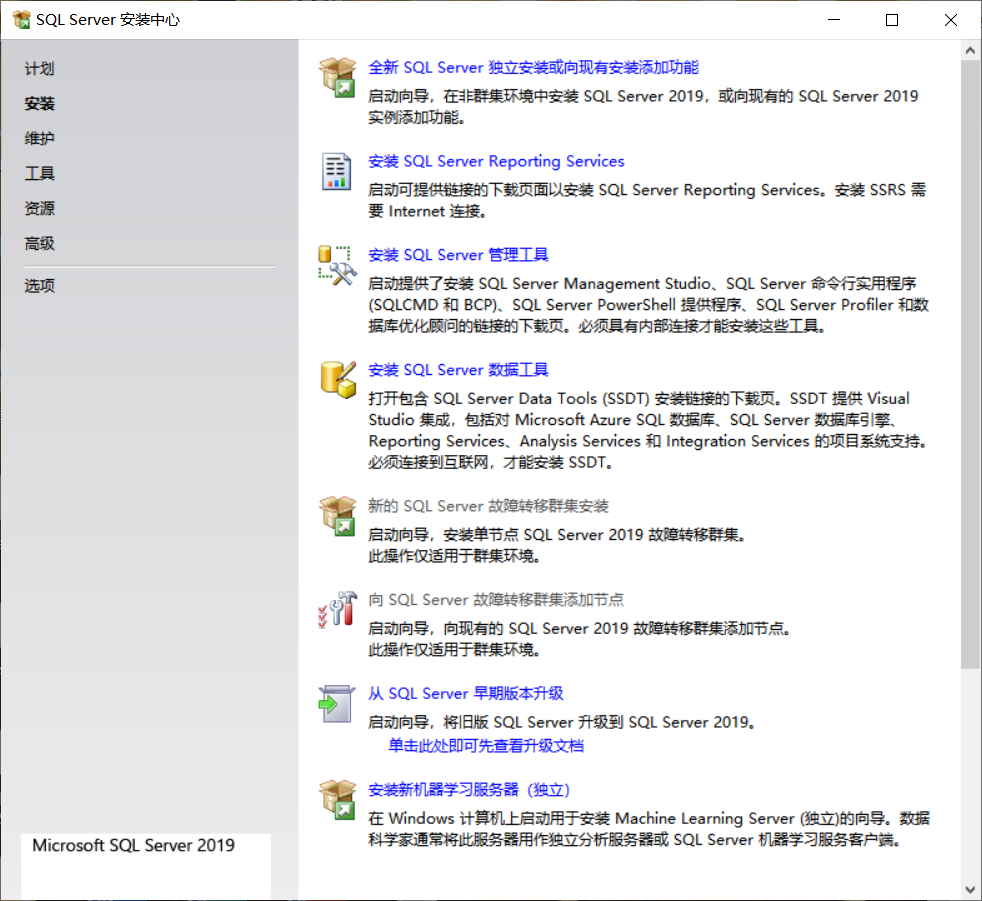 SQL Server 安装中心
计划
安装
维护
工具
资源
高级
选项
Microsoft SQL Server 2019
全新 SQL Server 独立安装或向现有安装添加功能
启动向导，在非群集环境中安装 SQL Server 2019，或向现有的 SQL Server 2019
实例添加功能。
安装 SQL Server Reporting Services
启动可提供链接的下载页面以安装 SQL Server Reporting Services。安装 SSRS 需
要 Internet 连接。
安装 SQL Server 管理工具
启动提供了安装 SQL Server Management Studio、SQL Server 命令行实用程序
(SQLCMD 和 BCP)、SQL Server PowerShell 提供程序、SQL Server Profiler 和数
据库优化顾问的链接的下载页。必须具有内部连接才能安装这些工具。
安装 SQL Server 数据工具
打开包含 SQL Server Data Tools (SSDT) 安装链接的下载页。SSDT 提供 Visual
Studio 集成，包括对 Microsoft Azure SQL 数据库、SQL Server 数据库引擎、
Reporting Services、Analysis Services 和 Integration Services 的项目系统支持。
必须连接到互联网，才能安装 SSDT。
新的 SQL Server 故障转移群集安装
启动向导，安装单节点 SQL Server 2019 故障转移群集。
此操作仅适用于群集环境。
向 SQL Server 故障转移群集添加节点
启动向导，向现有的 SQL Server 2019 故障转移群集添加节点。
此操作仅适用于群集环境。
从 SQL Server 早期版本升级
启动向导，将旧版 SQL Server 升级到 SQL Server 2019。
单击此处即可先查看升级文档
安装新机器学习服务器（独立）
在 Windows 计算机上启动用于安装 Machine Learning Server (独立)的向导。数据
科学家通常将此服务器用作独立分析服务器或 SQL Server 机器学习服务客户端。